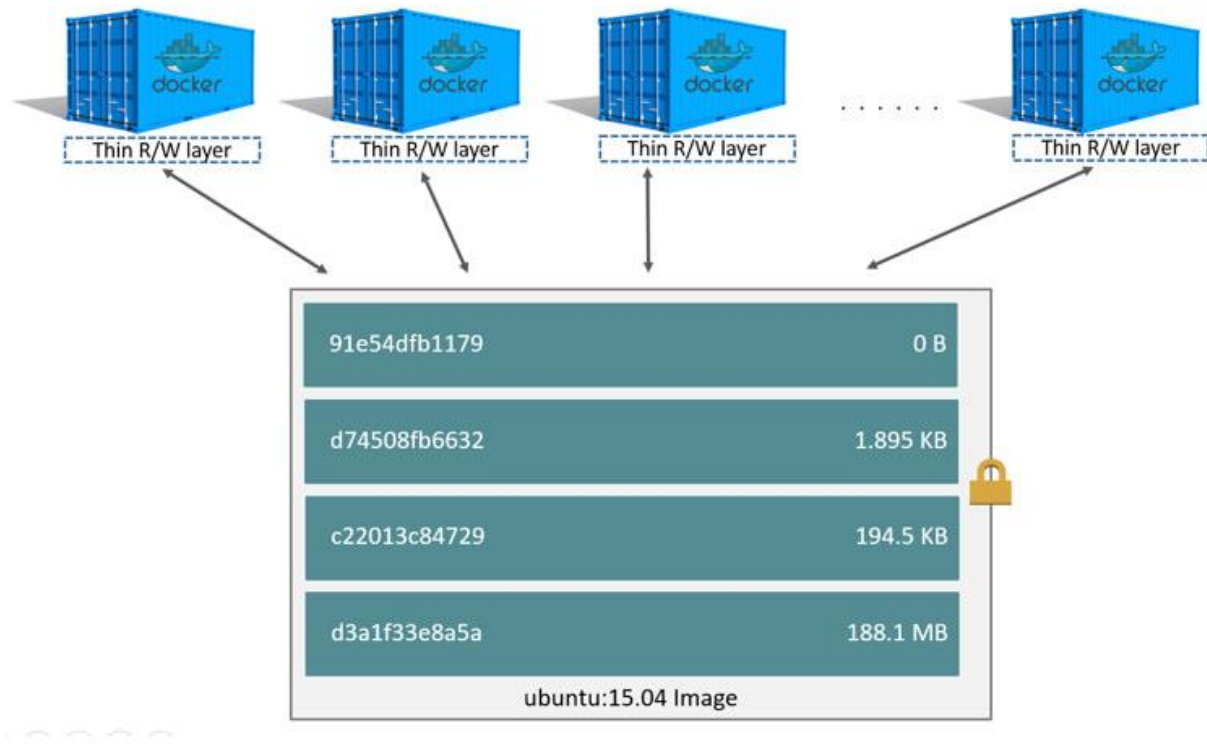 docker docker docker . . . . . . docker
Thin R/W layer Thin R/W layer Thin R/W layer Thin R/W layer
91e54dfb1179 0 B
d74508fb6632 1.895 KB
c22013c84729 194.5 KB
d3a1f33e8a5a 188.1 MB
ubuntu:15.04 Image